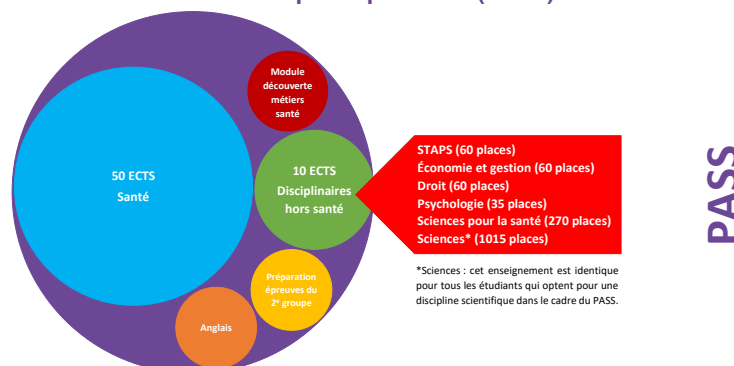 Module
découverte
métiers
santé
50 ECTS
Santé
10 ECTS
Disciplinaires
hors santé
STAPS (60 places)
Économie et gestion (60 places)
Droit (60 places)
Psychologie (35 places)
Sciences pour la santé (270 places)
Sciences* (1015 places)
*Sciences : cet enseignement est identique
pour tous les étudiants qui optent pour une
discipline scientifique dans le cadre du PASS.
Préparation
épreuves du
2e groupe
Anglais
PASS